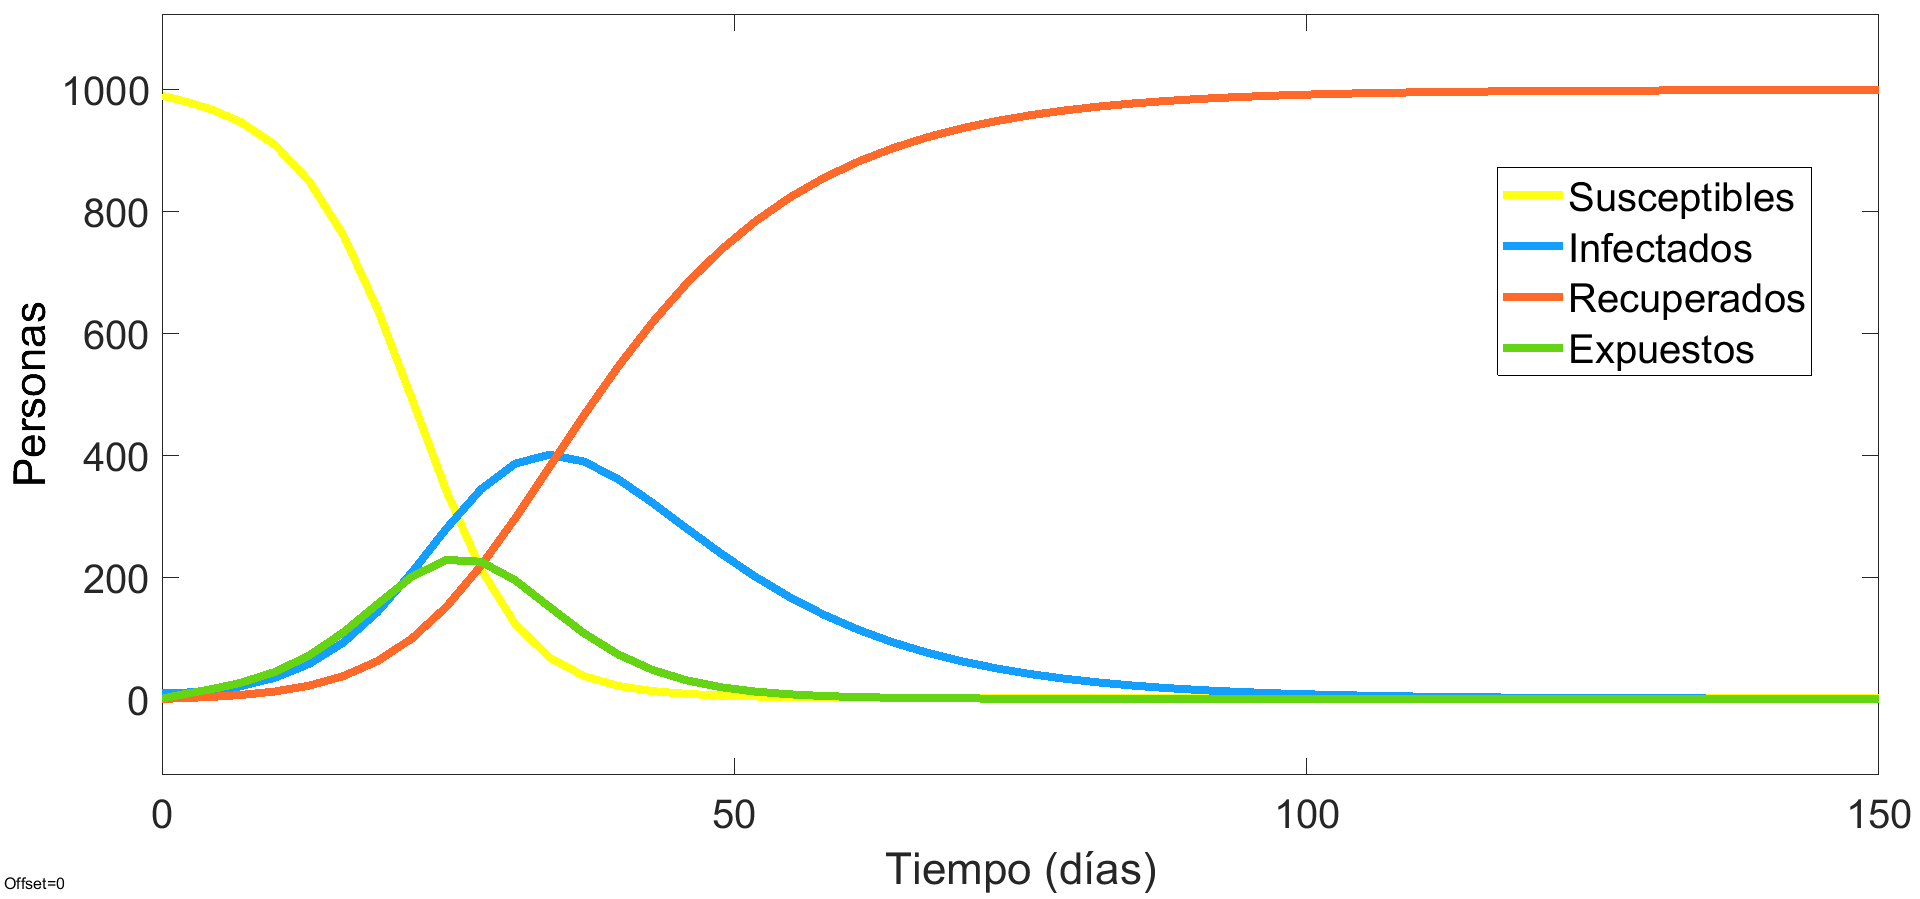 1000
800
600
400
200
0
Personas
0
50
100
150
Tiempo (días)
Susceptibles
Infectados
Recuperados
Expuestos
Offset=0